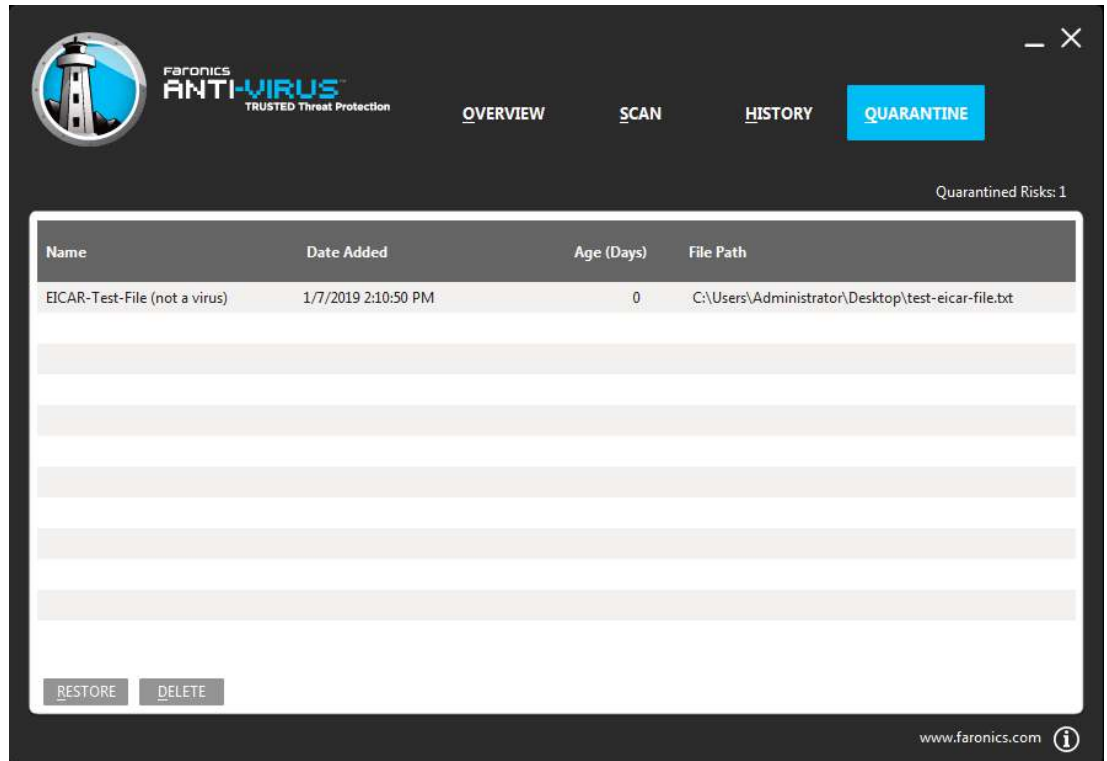 Faronics
ANTI-VIRUS™
TRUSTED Threat Protection
OVERVIEW SCAN HISTORY QUARANTINE
Quarantined Risks: 1
Name Date Added Age (Days) File Path
EICAR-Test-File (not a virus) 1/7/2019 2:10:50 PM 0 C:\Users\Administrator\Desktop\test-eicar-file.txt
RESTORE DELETE
www.faronics.com